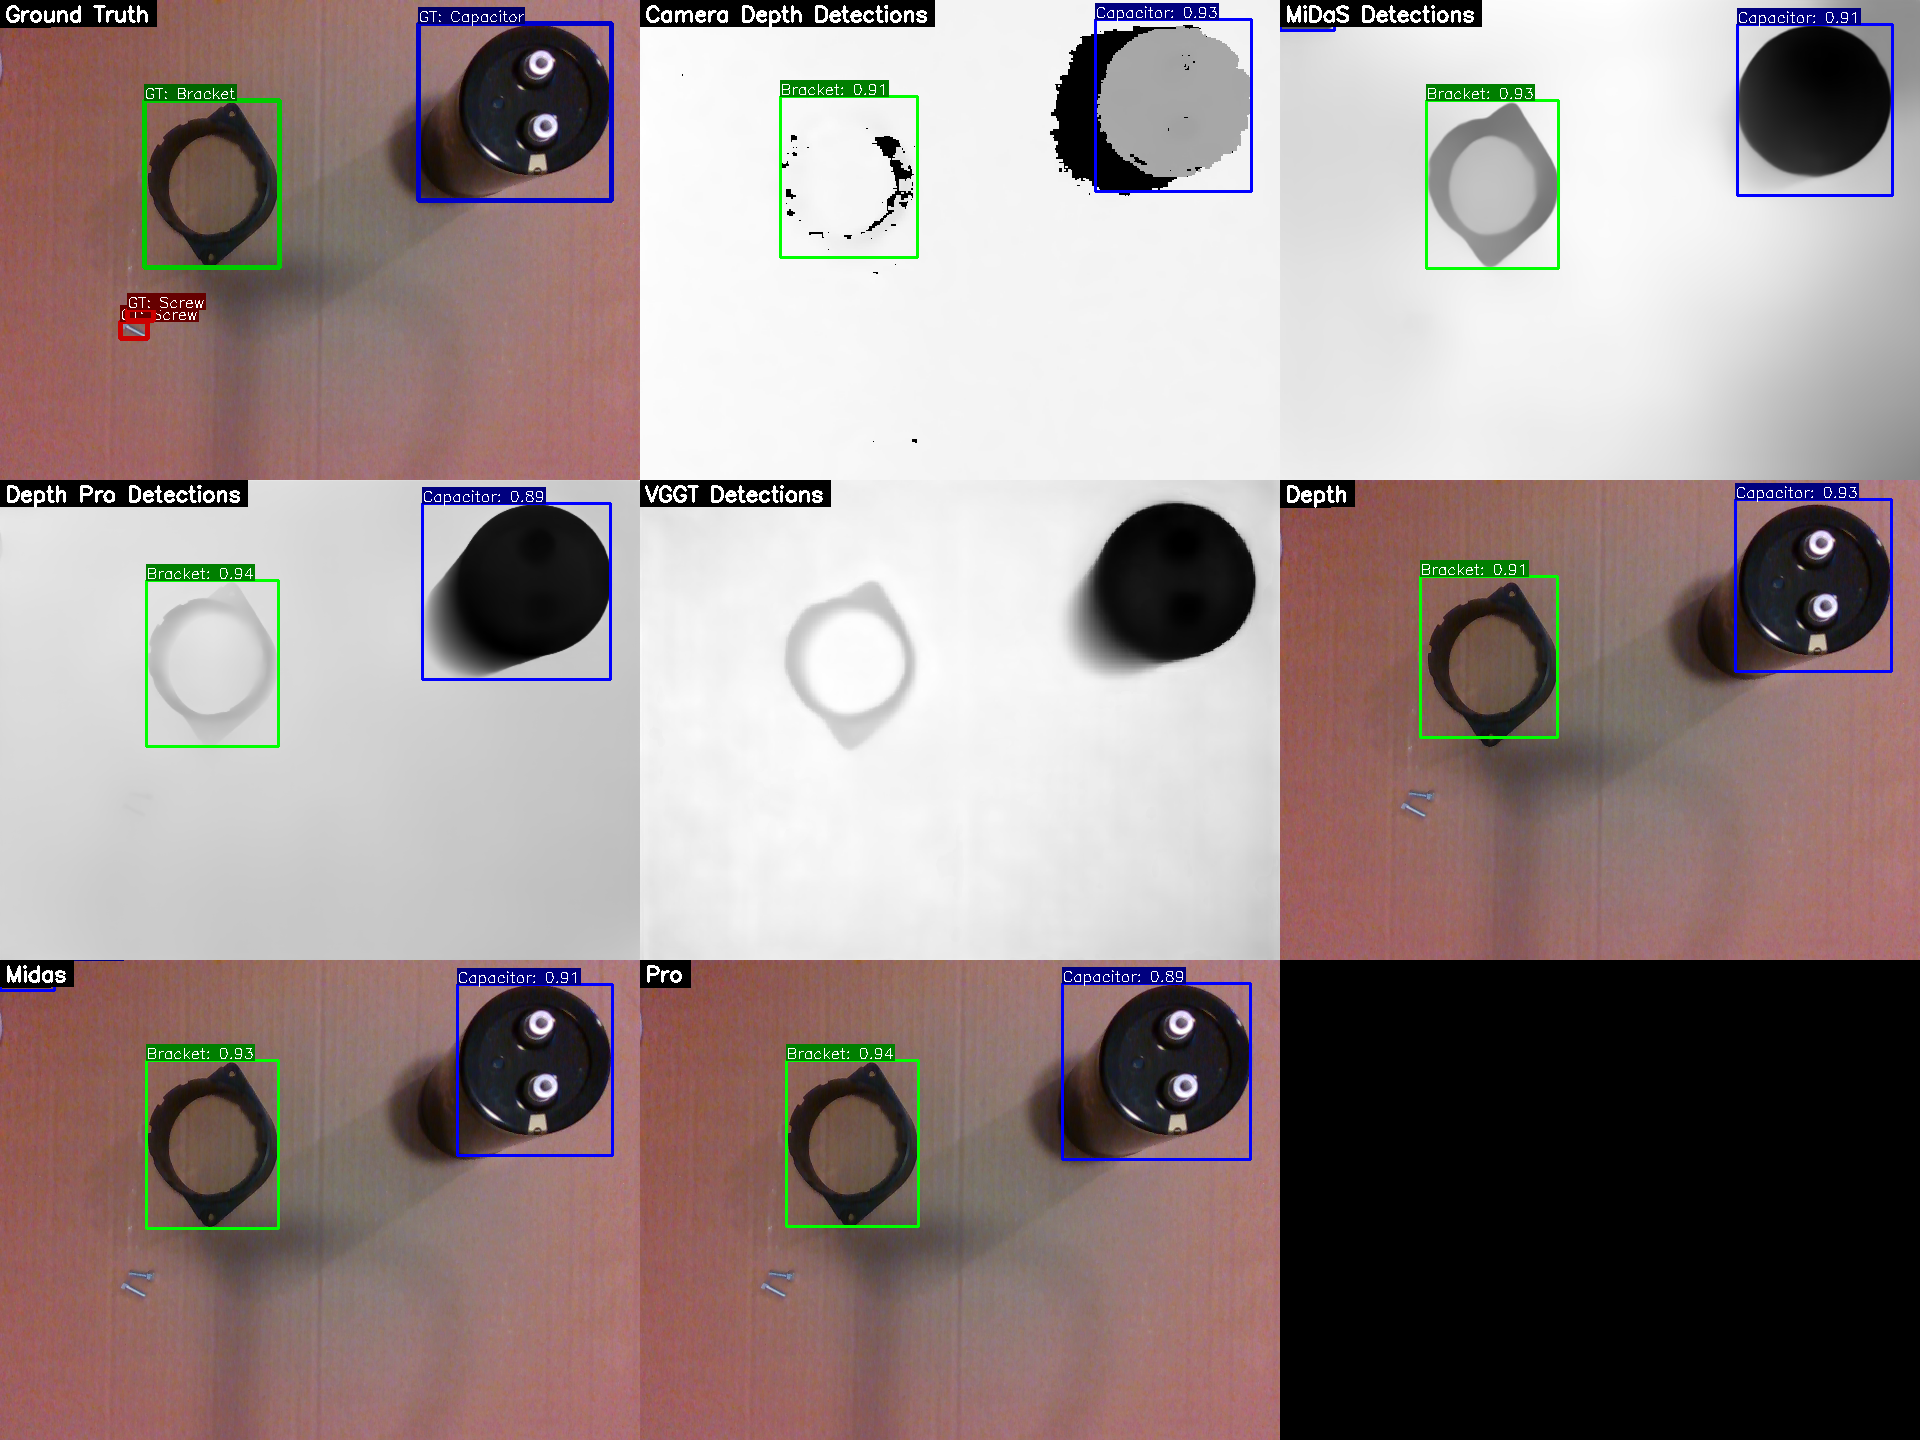 Ground Truth
GT: Capacitor
GT: Bracket
GT: Screw
Screw
Camera Depth Detections
Capacitor: 0.93
Bracket: 0.91
MiDaS Detections
Capacitor: 0.91
Bracket: 0.93
Depth Pro Detections
Capacitor: 0.89
Bracket: 0.94
VGGT Detections
Depth
Capacitor: 0.93
Bracket: 0.91
Midas
Capacitor: 0.91
Bracket: 0.93
Pro
Capacitor: 0.89
Bracket: 0.94